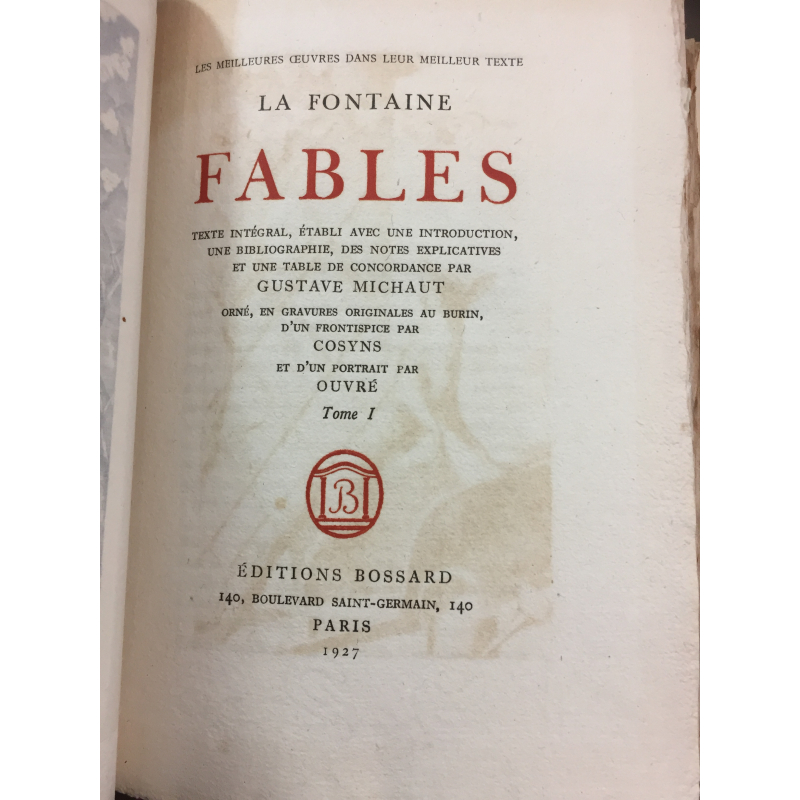 LES MEILLEURES ŒUVRES DANS LEUR MEILLEUR TEXTE
LA FONTAINE
FABLES
TEXTE INTÉGRAL, ÉTABLI AVEC UNE INTRODUCTION,
UNE BIBLIOGRAPHIE, DES NOTES EXPLICATIVES
ET UNE TABLE DE CONCORDANCE PAR
GUSTAVE MICHAUT
ORNÉ, EN GRAVURES ORIGINALES AU BURIN,
D'UN FRONTISPICE PAR
COSYNS
ET D'UN PORTRAIT PAR
OUVRÉ
Tome I
B
ÉDITIONS BOSSARD
140, BOULEVARD SAINT-GERMAIN, 140
PARIS
1927